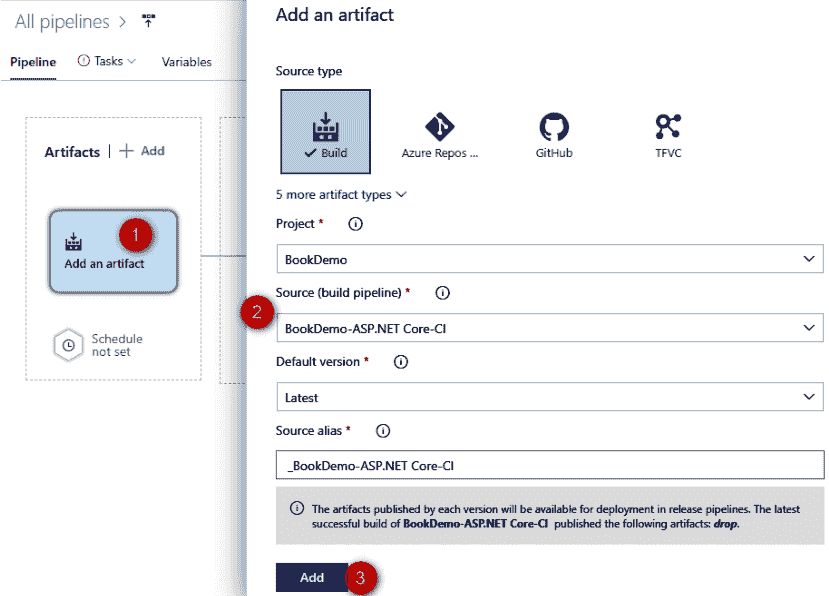 All pipelines >
Pipeline
Tasks
Variables
Artifacts | + Add
1
Add an artifact
Schedule
not set
Add an artifact
Source type
Build
Azure Repos ...
GitHub
TFVC
5 more artifact types
Project *
BookDemo
2
Source (build pipeline) *
BookDemo-ASP.NET Core-CI
Default version *
Latest
Source alias *
_BookDemo-ASP.NET Core-CI
The artifacts published by each version will be available for deployment in release pipelines. The latest
successful build of BookDemo-ASP.NET Core-CI published the following artifacts: drop.
Add
3